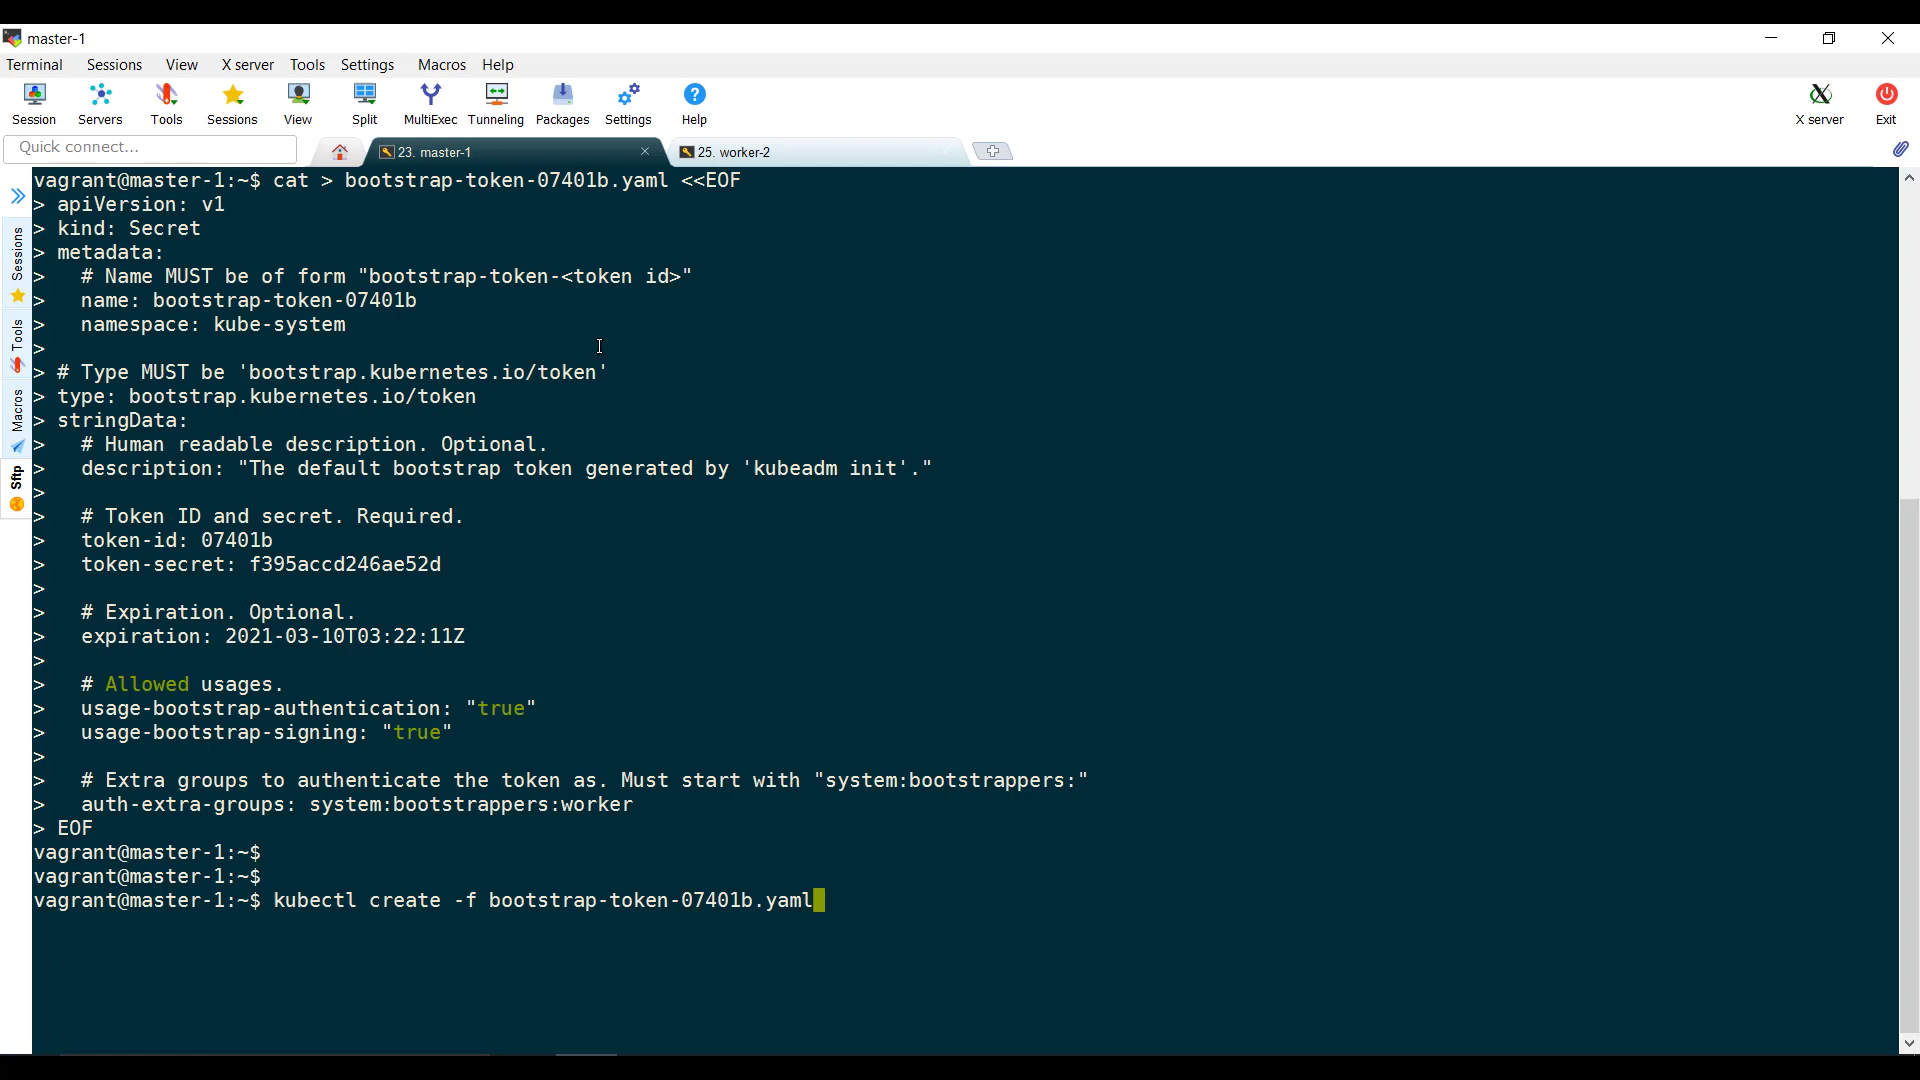 master-1
Terminal Sessions View X server Tools Settings Macros Help
Session Servers Tools Sessions View Split MultiExec Tunneling Packages Settings Help X server Exit
Quick connect... 23. master-1 25. worker-2
Sessions
Tools
Macros
Sftp
vagrant@master-1:~$ cat > bootstrap-token-07401b.yaml <<EOF
> apiVersion: v1
> kind: Secret
> metadata:
>   # Name MUST be of form "bootstrap-token-<token id>"
>   name: bootstrap-token-07401b
>   namespace: kube-system
>
> # Type MUST be 'bootstrap.kubernetes.io/token'
> type: bootstrap.kubernetes.io/token
> stringData:
>   # Human readable description. Optional.
>   description: "The default bootstrap token generated by 'kubeadm init'."
>
>   # Token ID and secret. Required.
>   token-id: 07401b
>   token-secret: f395accd246ae52d
>
>   # Expiration. Optional.
>   expiration: 2021-03-10T03:22:11Z
>
>   # Allowed usages.
>   usage-bootstrap-authentication: "true"
>   usage-bootstrap-signing: "true"
>
>   # Extra groups to authenticate the token as. Must start with "system:bootstrappers:"
>   auth-extra-groups: system:bootstrappers:worker
> EOF
vagrant@master-1:~$
vagrant@master-1:~$
vagrant@master-1:~$ kubectl create -f bootstrap-token-07401b.yaml